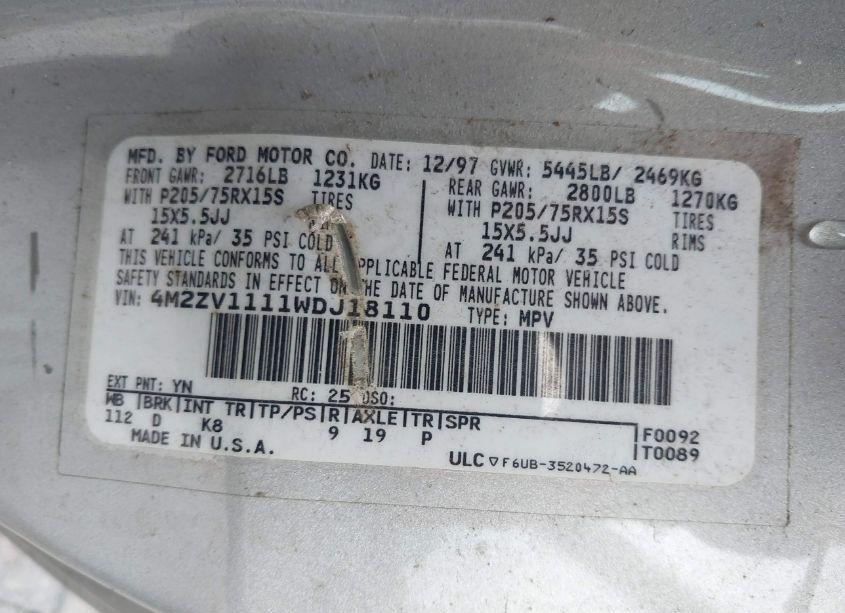 MFD. BY FORD MOTOR CO. DATE: 12/97 GVWR: 5445LB/ 2469KG
FRONT GAWR: 2716LB 1231KG
WITH P205/75RX15S TIRES
15X5.5JJ
AT 241 kPa/ 35 PSI COLD
REAR GAWR: 2800LB 1270KG
WITH P205/75RX15S TIRES
15X5.5JJ RIMS
AT 241 kPa/ 35 PSI COLD
THIS VEHICLE CONFORMS TO ALL APPLICABLE FEDERAL MOTOR VEHICLE
SAFETY STANDARDS IN EFFECT ON THE DATE OF MANUFACTURE SHOWN ABOVE.
VIN: 4M2ZV1111WDJ18110 TYPE: MPV
EXT PNT: YN RC: 25 DSO:
WB |BRK|INT TR|TP/PS|R|AXLE|TR|SPR
112 D K8 9 19 P
F0092
T0089
MADE IN U.S.A.
ULC ▽ F6UB-3520472-AA